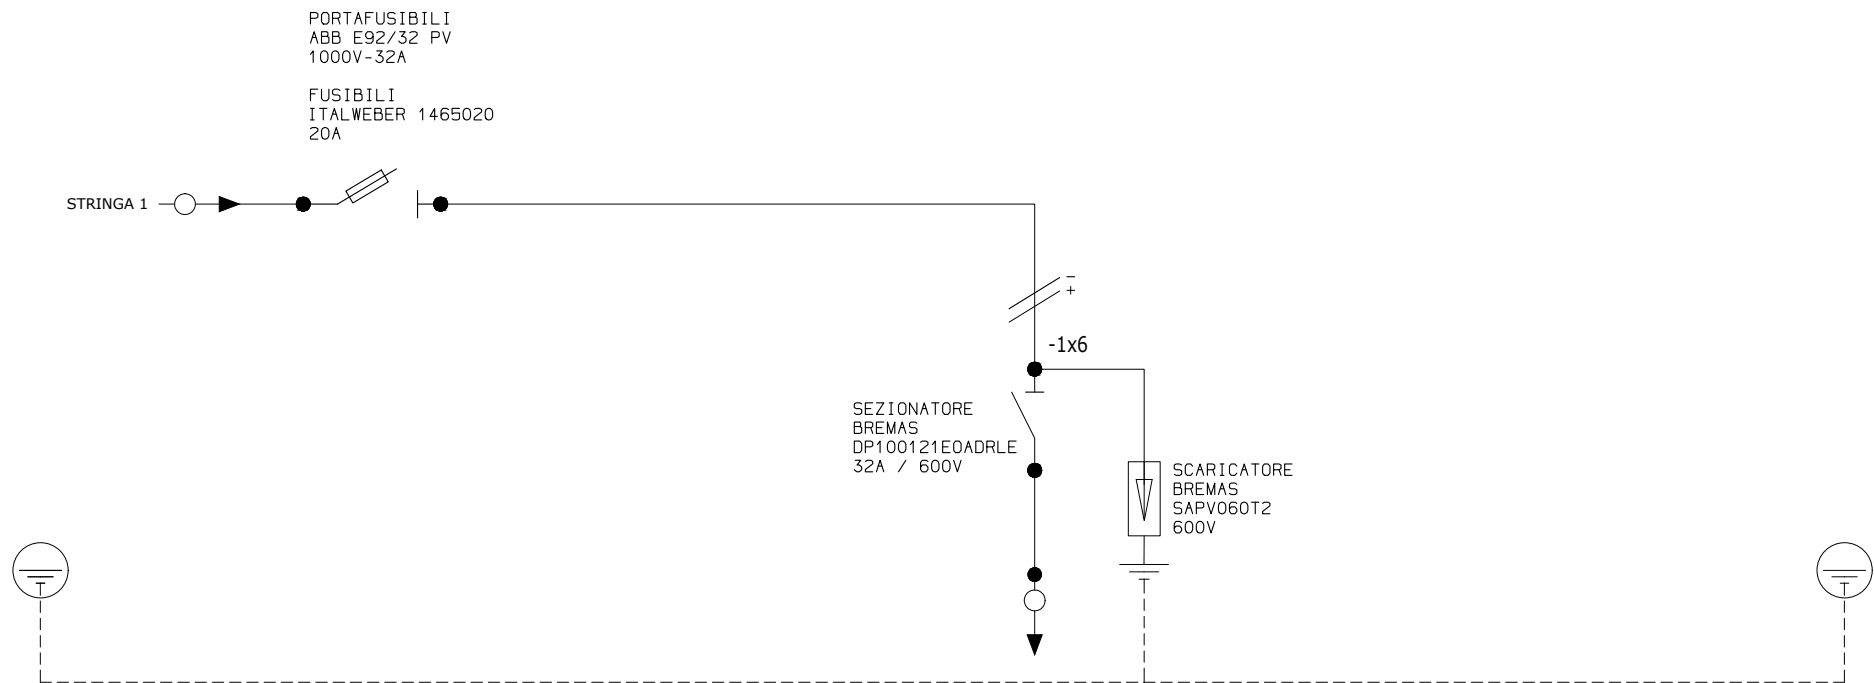 PORTAFUSIBILI
ABB E92/32 PV
1000V-32A
FUSIBILI
ITALWEBER 1465020
20A
STRINGA 1
-
+
-1x6
SEZIONATORE
BREMAS
DP100121E0ADRLE
32A / 600V
SCARICATORE
BREMAS
SAPV060T2
600V